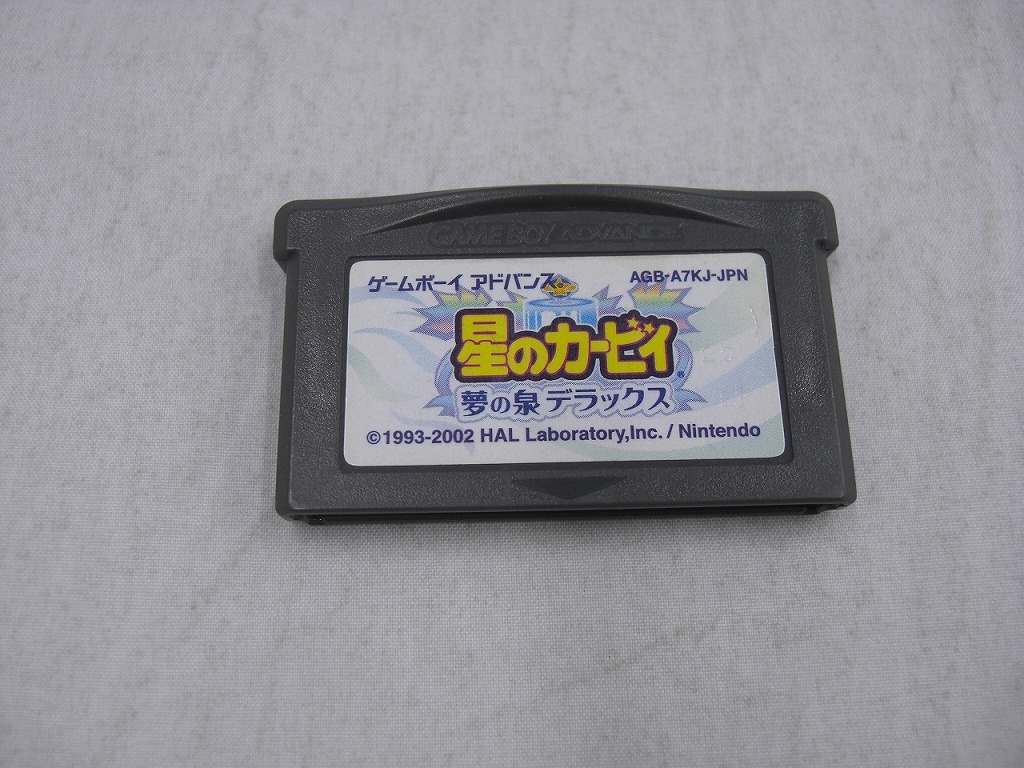 GAME BOY ADVANCE
ゲームボーイ アドバンス AGB-A7KJ-JPN
星のカービィ®
夢の泉デラックス
©1993-2002 HAL Laboratory,Inc. / Nintendo